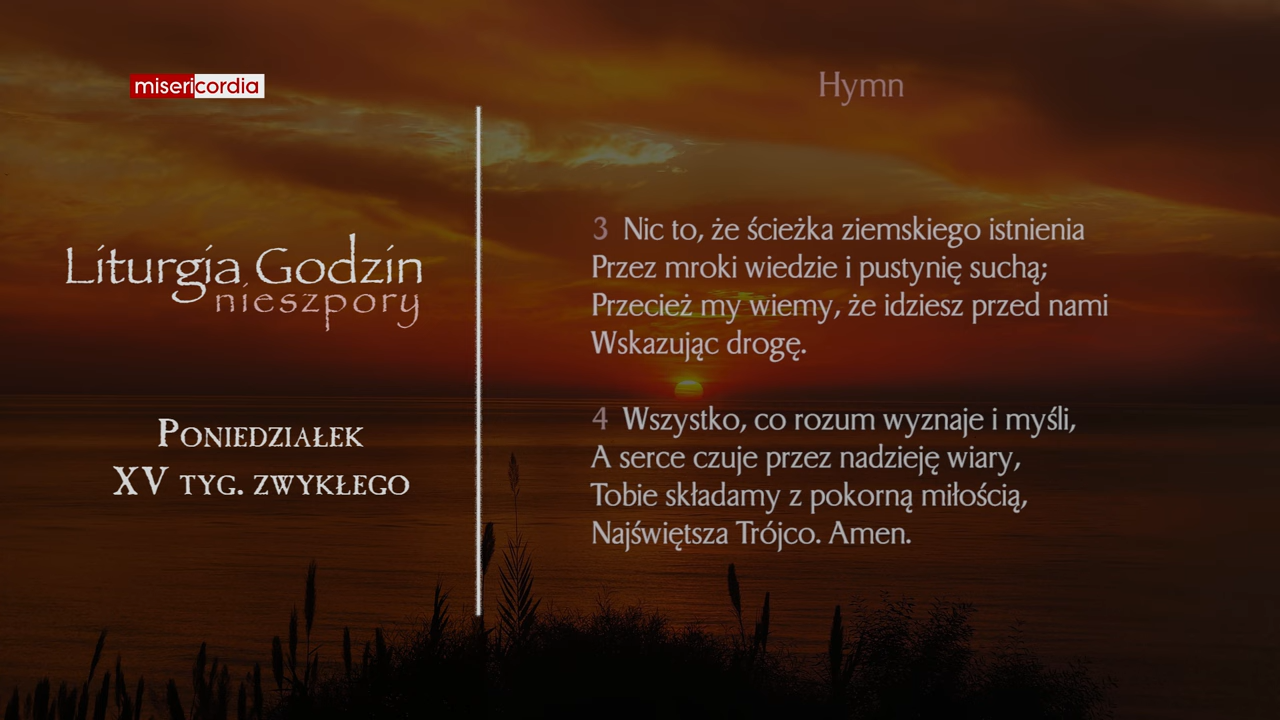 misericordia
Hymn
Liturgia Godzin
nieszpory
Poniedziałek
XV tyg. zwykłego
3 Nic to, że ścieżka ziemskiego istnienia
Przez mroki wiedzie i pustynię suchą;
Przecież my wiemy, że idziesz przed nami
Wskazując drogę.
4 Wszystko, co rozum wyznaje i myśli,
A serce czuje przez nadzieję wiary,
Tobie składamy z pokorną miłością,
Najświętsza Trójco. Amen.